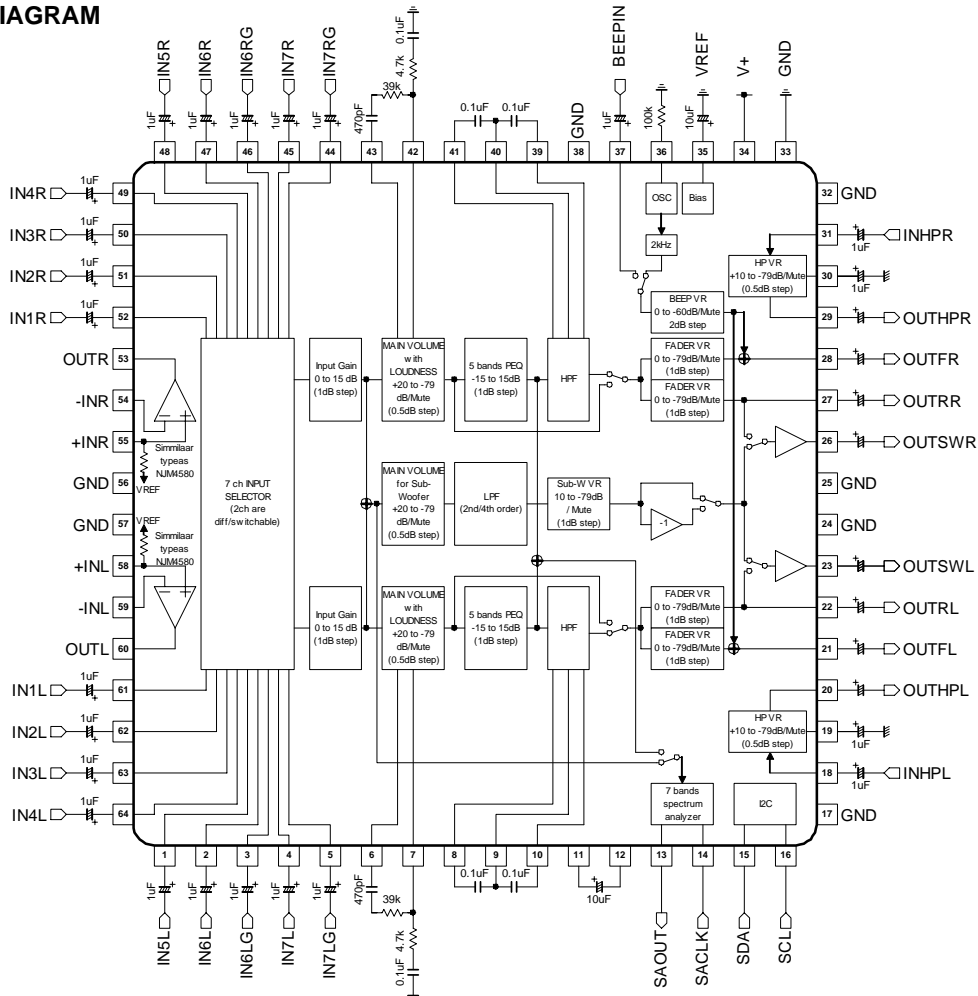 IAGRAM
IN5R
IN6R
IN6RG
IN7R
IN7RG
BEEPIN
VREF
V+
GND
1uF
1uF
1uF
1uF
1uF
470pF
39k
4.7k
0.1uF
0.1uF
0.1uF
GND
1uF
100k
10uF
48
47
46
45
44
43
42
41
40
39
38
37
36
35
34
33
IN4R
1uF
49
IN3R
1uF
50
IN2R
1uF
51
IN1R
1uF
52
OUTR
53
-INR
54
+INR
55
GND
56
GND
57
+INL
58
-INL
59
OUTL
60
IN1L
1uF
61
IN2L
1uF
62
IN3L
1uF
63
IN4L
1uF
64
Simmilaar
typeas
NJM4580
VREF
VREF
Simmilaar
typeas
NJM4580
7 ch INPUT
SELECTOR
(2ch are
diff/switchable)
OSC
Bias
2kHz
BEEP VR
0 to -60dB/Mute
2dB step
HP VR
+10 to -79dB/Mute
(0.5dB step)
Input Gain
0 to 15 dB
(1dB step)
MAIN VOLUME
with
LOUDNESS
+20 to -79
dB/Mute
(0.5dB step)
5 bands PEQ
-15 to 15dB
(1dB step)
HPF
FADER VR
0 to -79dB/Mute
(1dB step)
FADER VR
0 to -79dB/Mute
(1dB step)
MAIN VOLUME
for Sub-
Woofer
+20 to -79
dB/Mute
(0.5dB step)
LPF
(2nd/4th order)
Sub-W VR
10 to -79dB
/ Mute
(1dB step)
-1
Input Gain
0 to 15 dB
(1dB step)
MAIN VOLUME
with
LOUDNESS
+20 to -79
dB/Mute
(0.5dB step)
5 bands PEQ
-15 to 15dB
(1dB step)
HPF
FADER VR
0 to -79dB/Mute
(1dB step)
FADER VR
0 to -79dB/Mute
(1dB step)
HP VR
+10 to -79dB/Mute
(0.5dB step)
7 bands
spectrum
analyzer
I2C
32
GND
31
INHPR
1uF
30
1uF
29
OUTHPR
28
OUTFR
27
OUTRR
26
OUTSWR
25
GND
24
GND
23
OUTSWL
22
OUTRL
21
OUTFL
20
OUTHPL
19
1uF
18
INHPL
1uF
17
GND
1
2
3
4
5
6
7
8
9
10
11
12
13
14
15
16
1uF
1uF
1uF
1uF
1uF
470pF
39k
4.7k
0.1uF
0.1uF
0.1uF
10uF
IN5L
IN6L
IN6LG
IN7L
IN7LG
SAOUT
SACLK
SDA
SCL